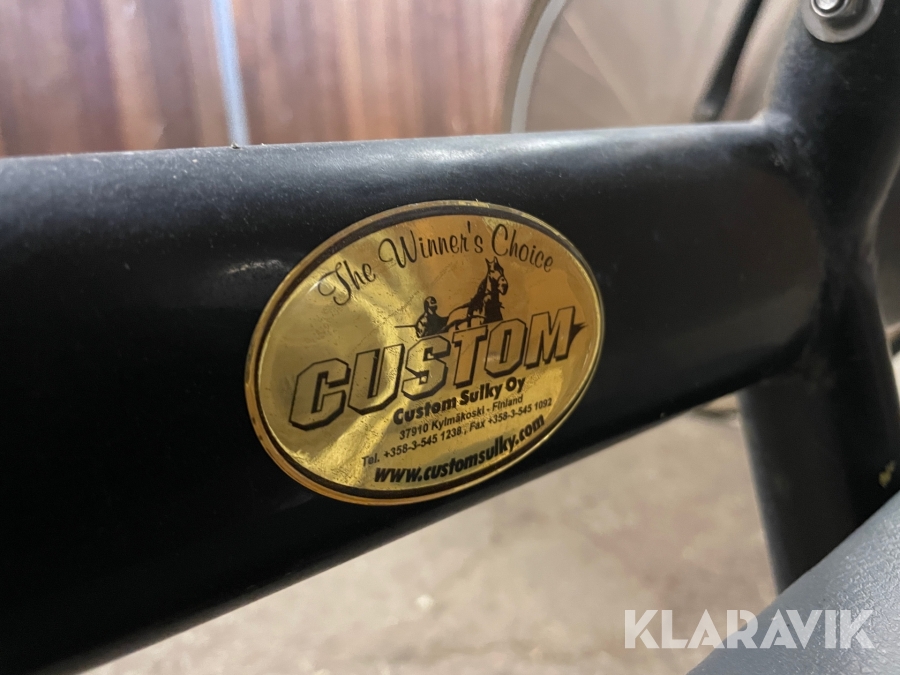 The Winner's Choice
CUSTOM
Custom Sulky Oy
37910 Kylmäkoski - Finland
Tel. +358-3-545 1238 , Fax +358-3-545 1092
www.customsulky.com
KLARAVIK